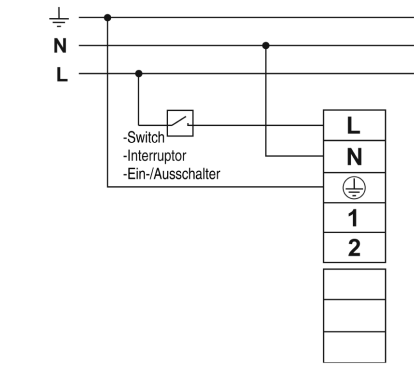 N
L
-Switch
-Interruptor
-Ein-/Ausschalter
L
N
1
2